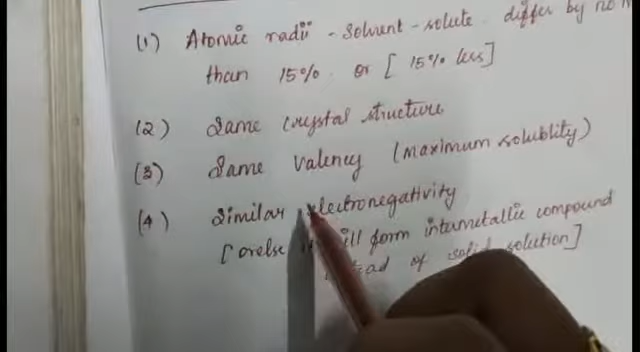 (1) Atomic radii - Solvent - solute differ by no
than 15% or [15% less]
(2) Same Crystal structure
(3) Same Valency (Maximum solublity)
(4) Similar electronegativity
[orelse will form intermetallic compound
of solid solution]